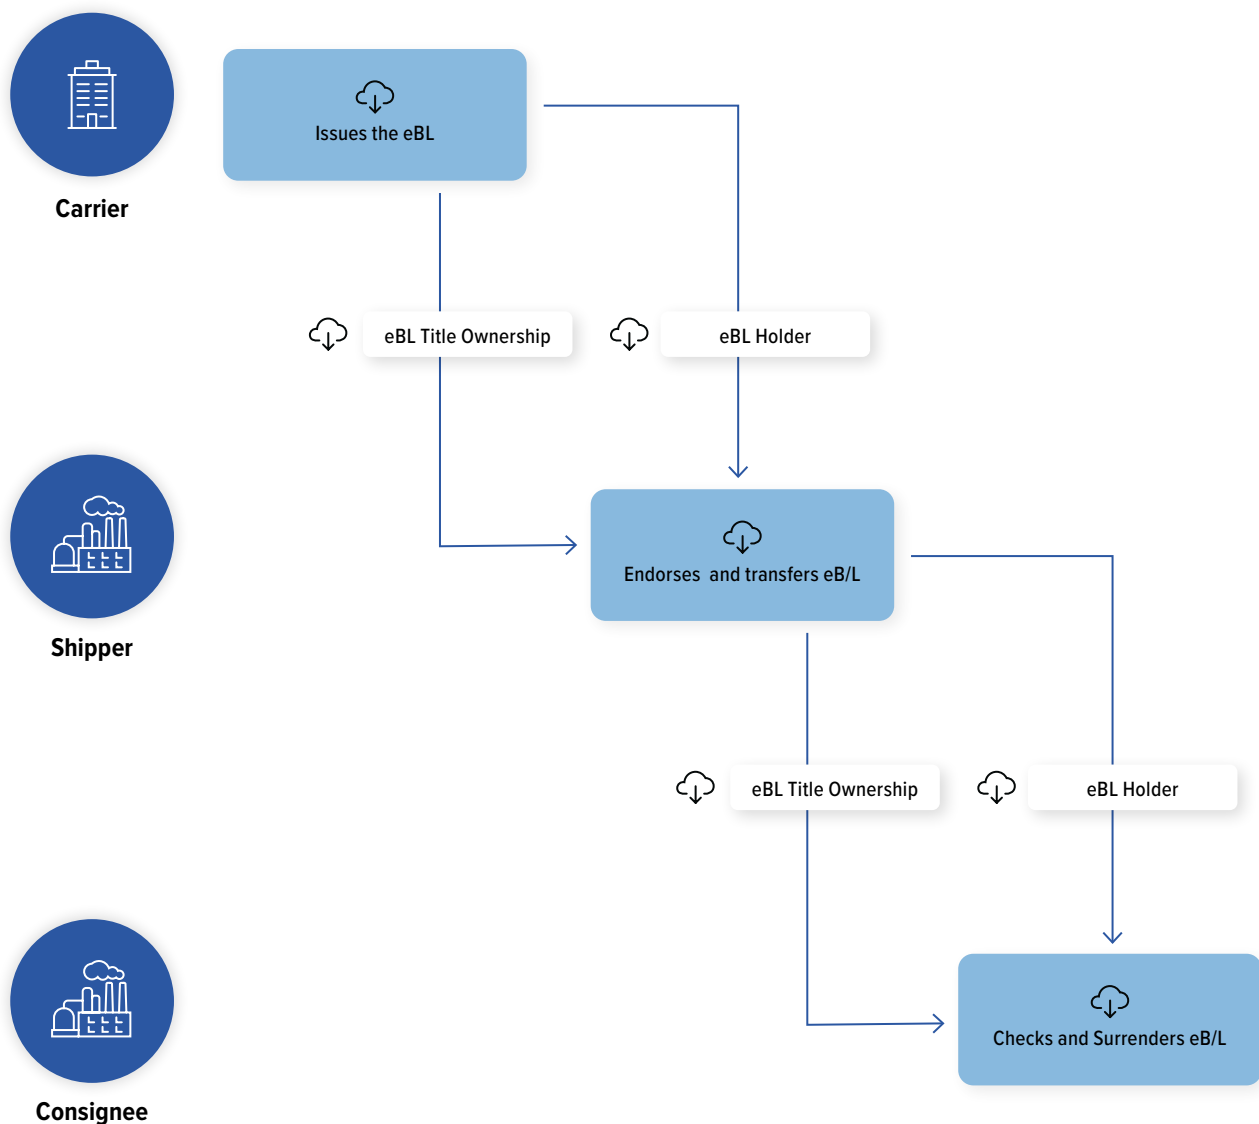 Issues the eBL
Carrier
eBL Title Ownership
eBL Holder
Endorses and transfers eB/L
Shipper
eBL Title Ownership
eBL Holder
Checks and Surrenders eB/L
Consignee